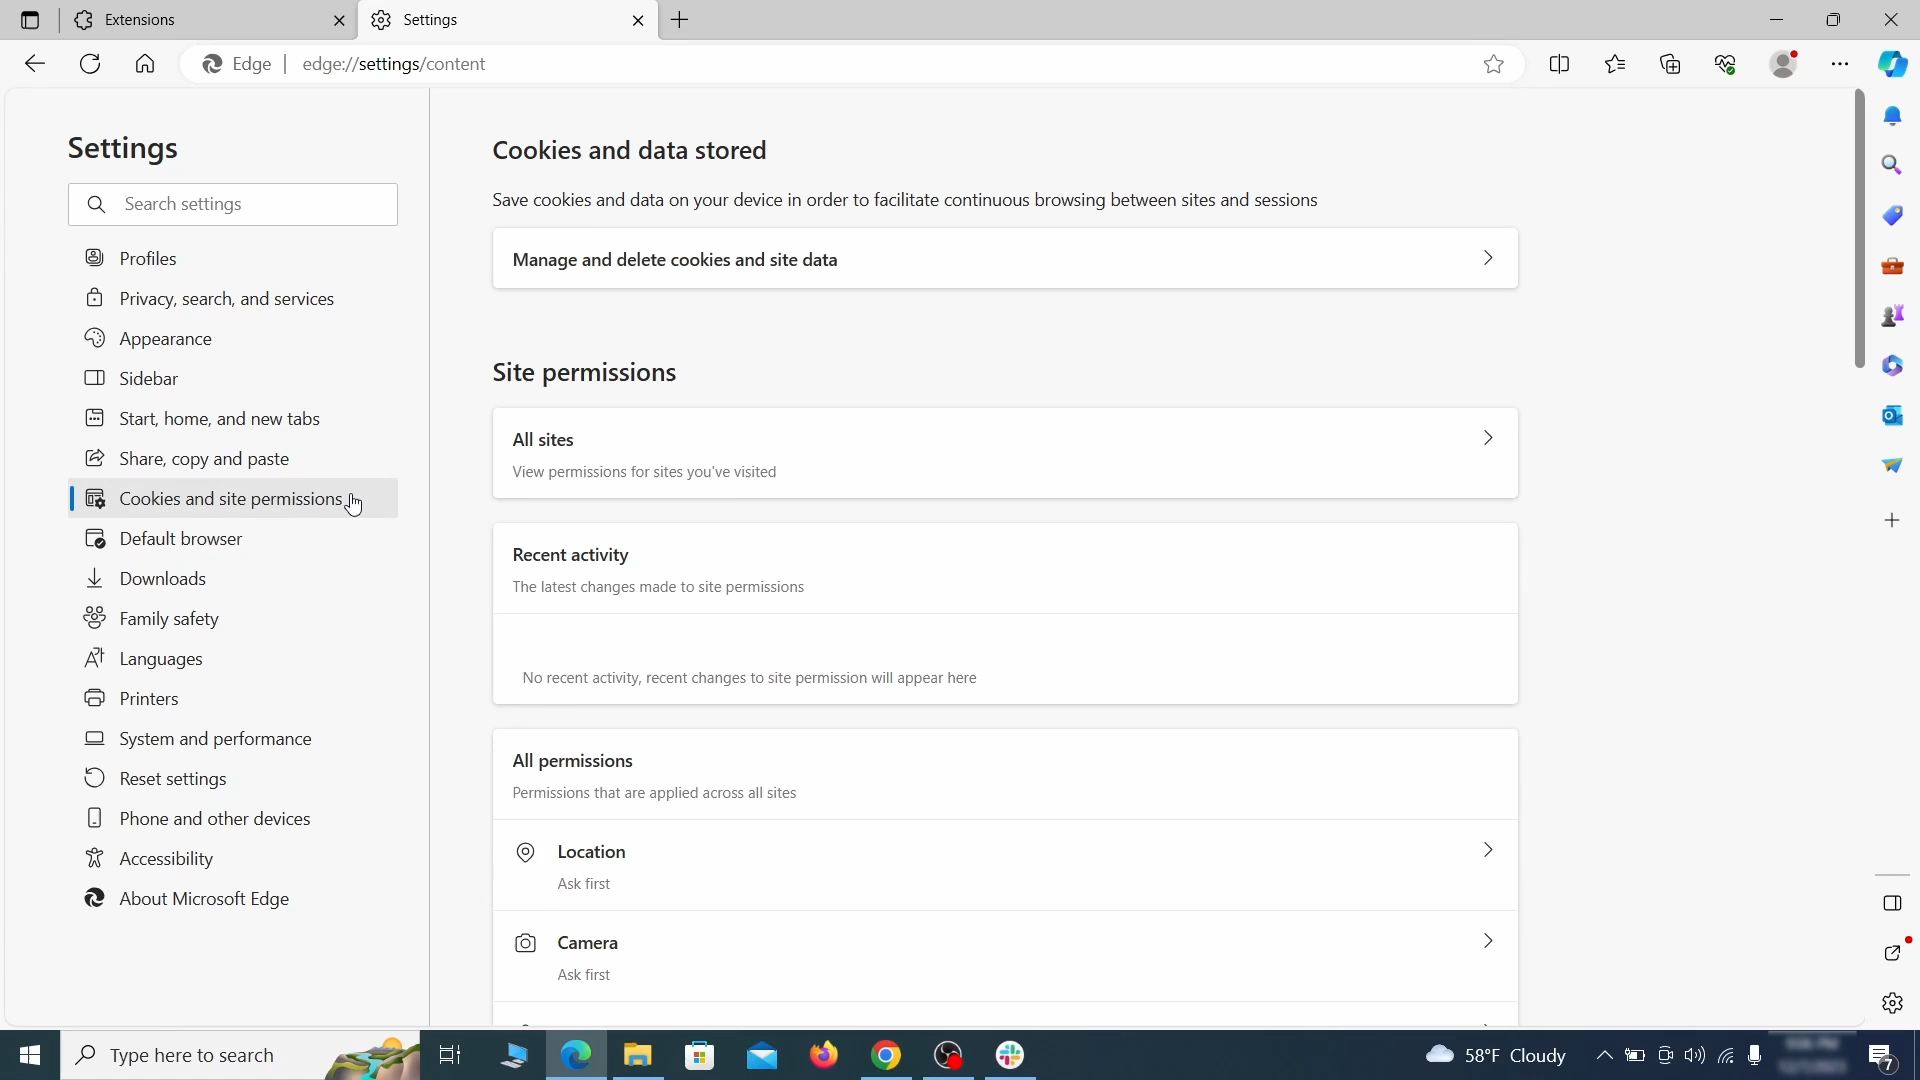 Extensions
Settings
Edge
edge://settings/content
Settings
Search settings
Profiles
Privacy, search, and services
Appearance
Sidebar
Start, home, and new tabs
Share, copy and paste
Cookies and site permissions
Default browser
Downloads
Family safety
Languages
Printers
System and performance
Reset settings
Phone and other devices
Accessibility
About Microsoft Edge
Cookies and data stored
Save cookies and data on your device in order to facilitate continuous browsing between sites and sessions
Manage and delete cookies and site data
Site permissions
All sites
View permissions for sites you've visited
Recent activity
The latest changes made to site permissions
No recent activity, recent changes to site permission will appear here
All permissions
Permissions that are applied across all sites
Location
Ask first
Camera
Ask first
Type here to search
58°F Cloudy
7